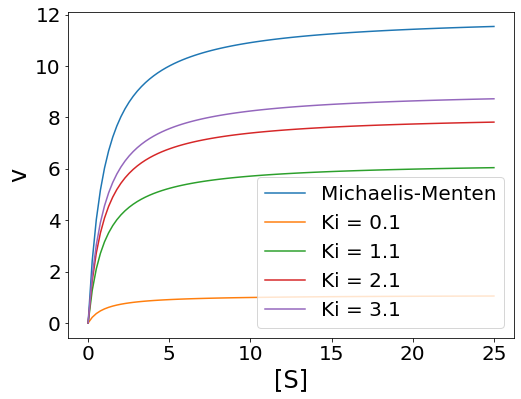 12
10
8
6
4
2
0
v
Michaelis-Menten
Ki = 0.1
Ki = 1.1
Ki = 2.1
Ki = 3.1
0 5 10 15 20 25
[S]